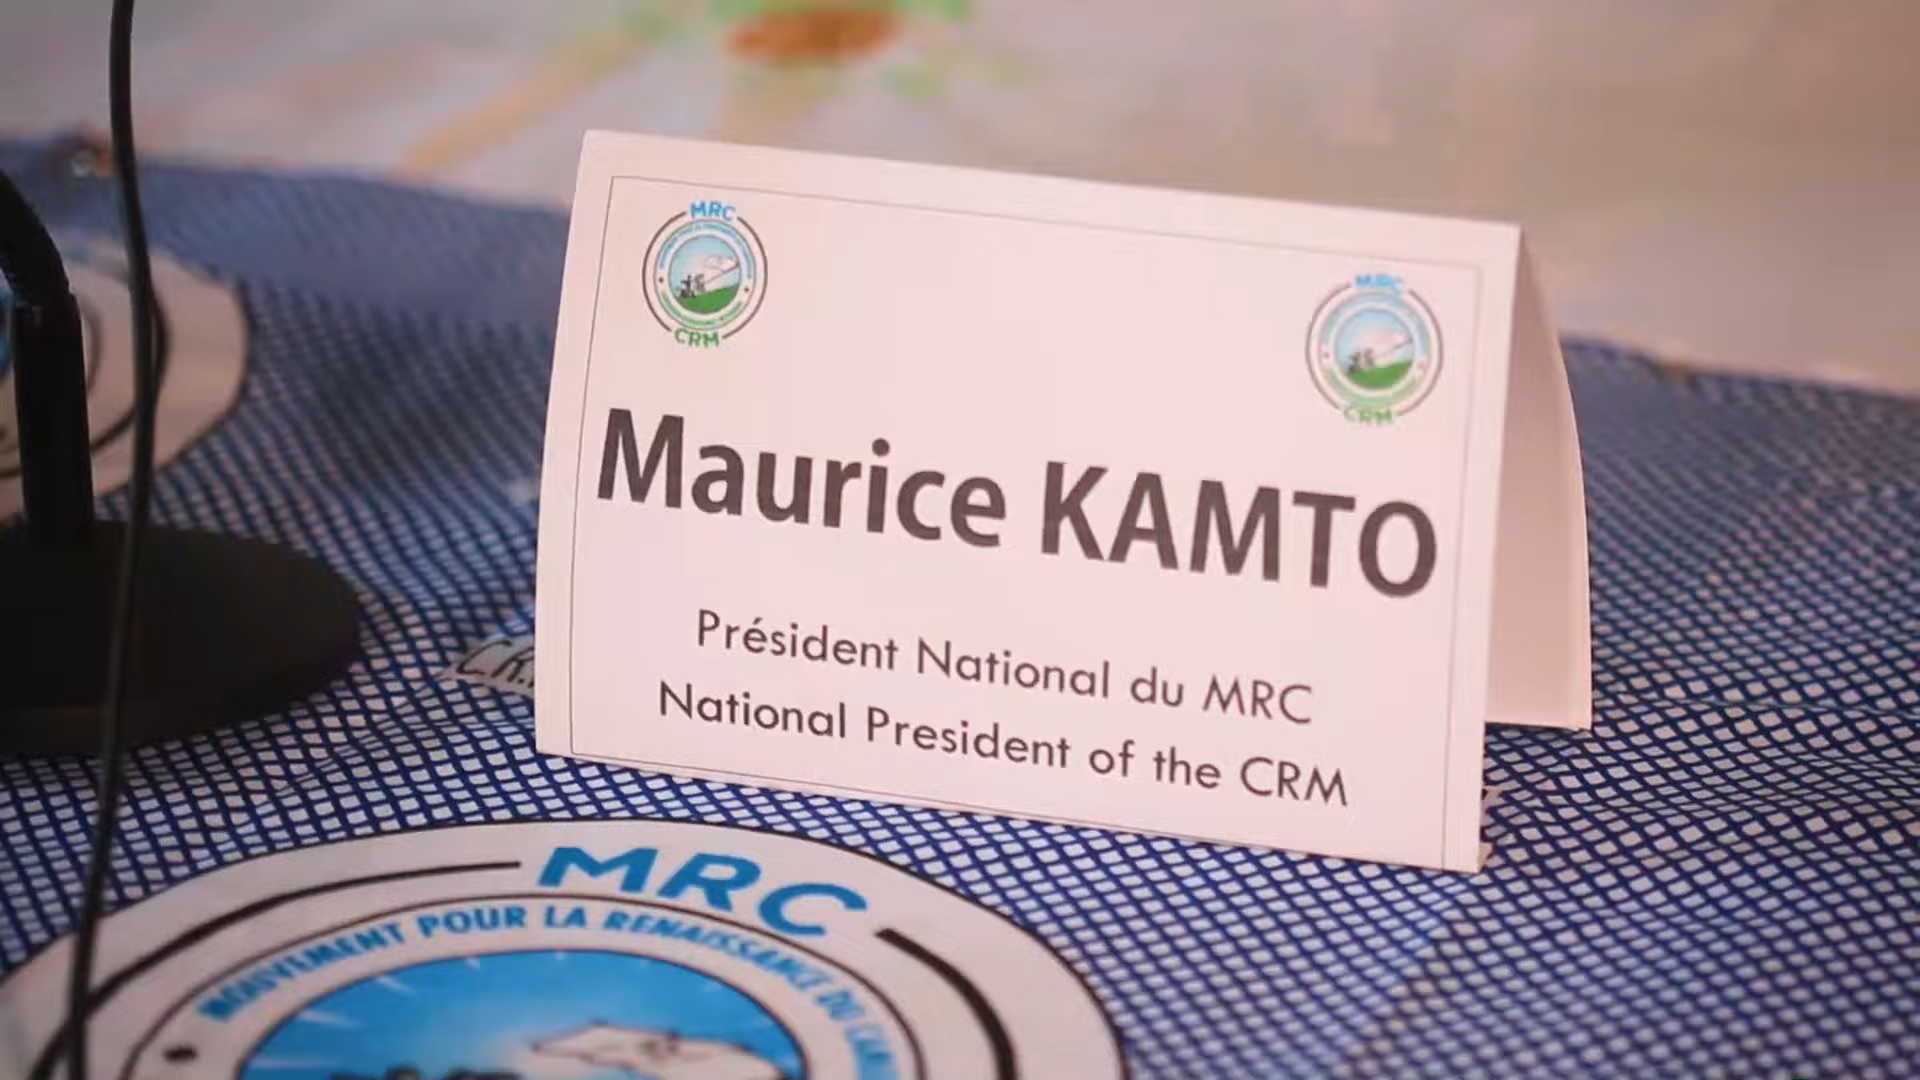 MRC
CRM
MRC
CRM
Maurice KAMTO
Président National du MRC
National President of the CRM
MRC
MOUVEMENT POUR LA RENAISSANCE DU